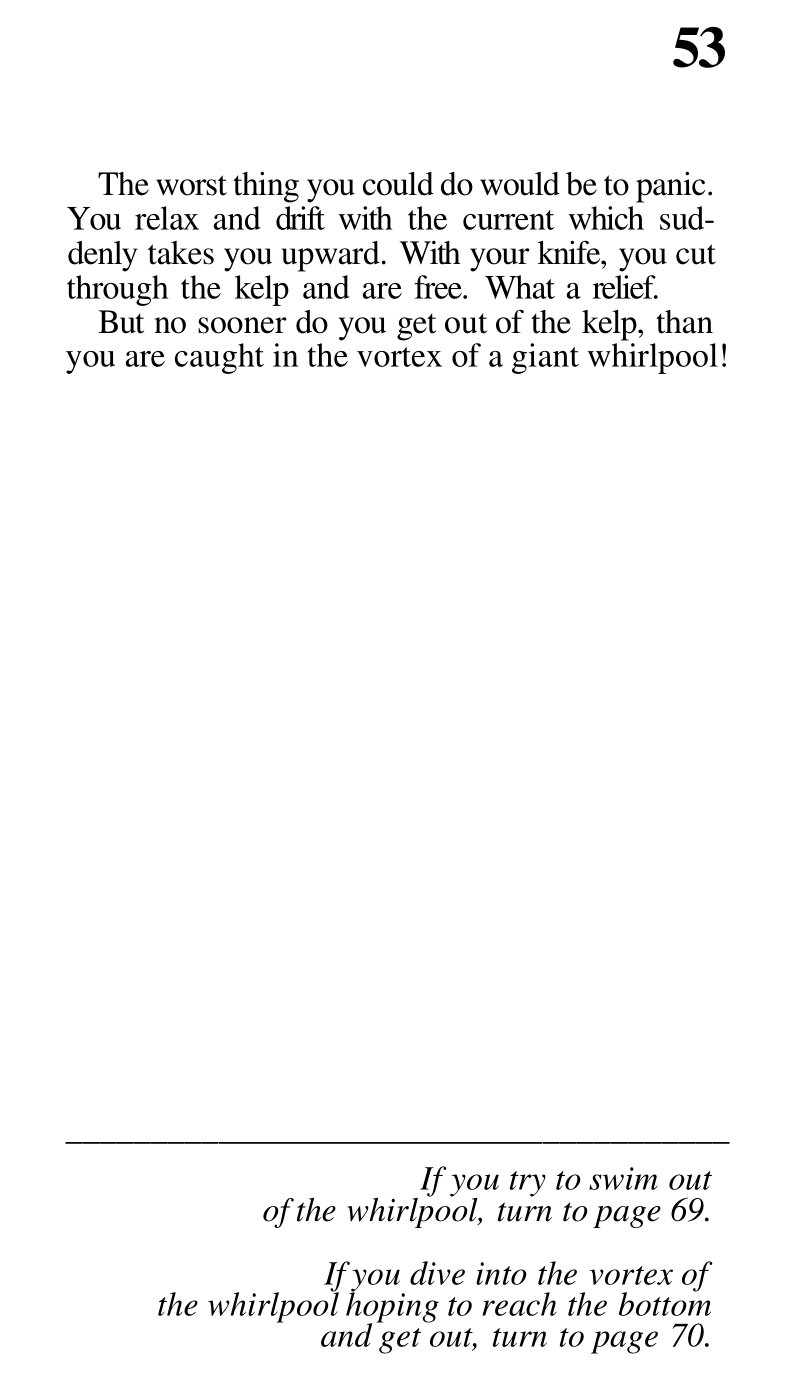 53
The worst thing you could do would be to panic.
You relax and drift with the current which sud-
denly takes you upward. With your knife, you cut
through the kelp and are free. What a relief.
But no sooner do you get out of the kelp, than
you are caught in the vortex of a giant whirlpool!
If you try to swim out
of the whirlpool, turn to page 69.
If you dive into the vortex of
the whirlpool hoping to reach the bottom
and get out, turn to page 70.